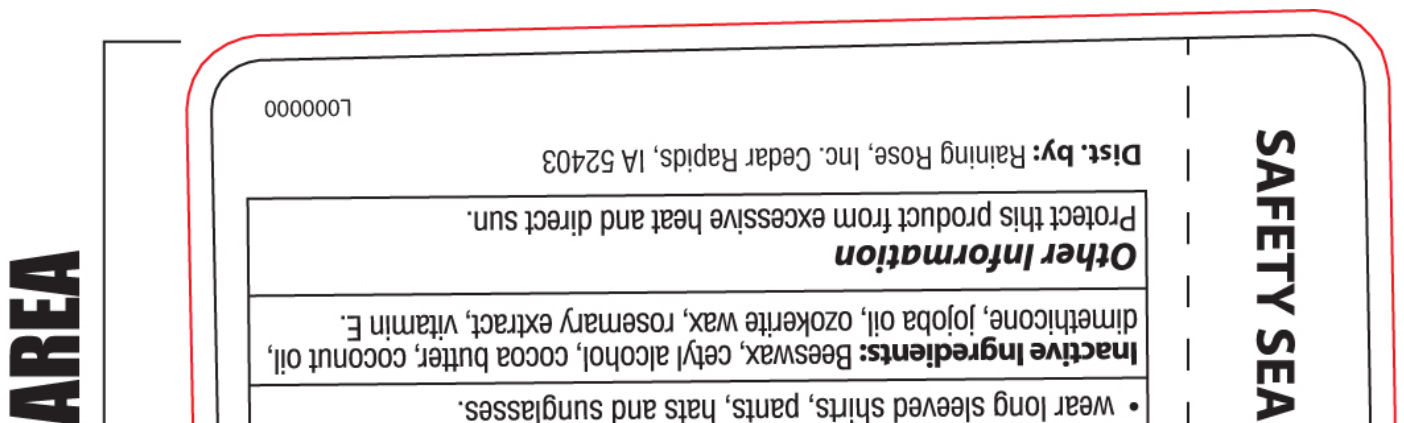 • wear long sleeved shirts, pants, hats and sunglasses.
Inactive Ingredients: Beeswax, cetyl alcohol, cocoa butter, coconut oil,
dimethicone, jojoba oil, ozokerite wax, rosemary extract, vitamin E.
Other Information
Protect this product from excessive heat and direct sun.
Dist. by: Raining Rose, Inc. Cedar Rapids, IA 52403
L000000
AREA
SAFETY SEA